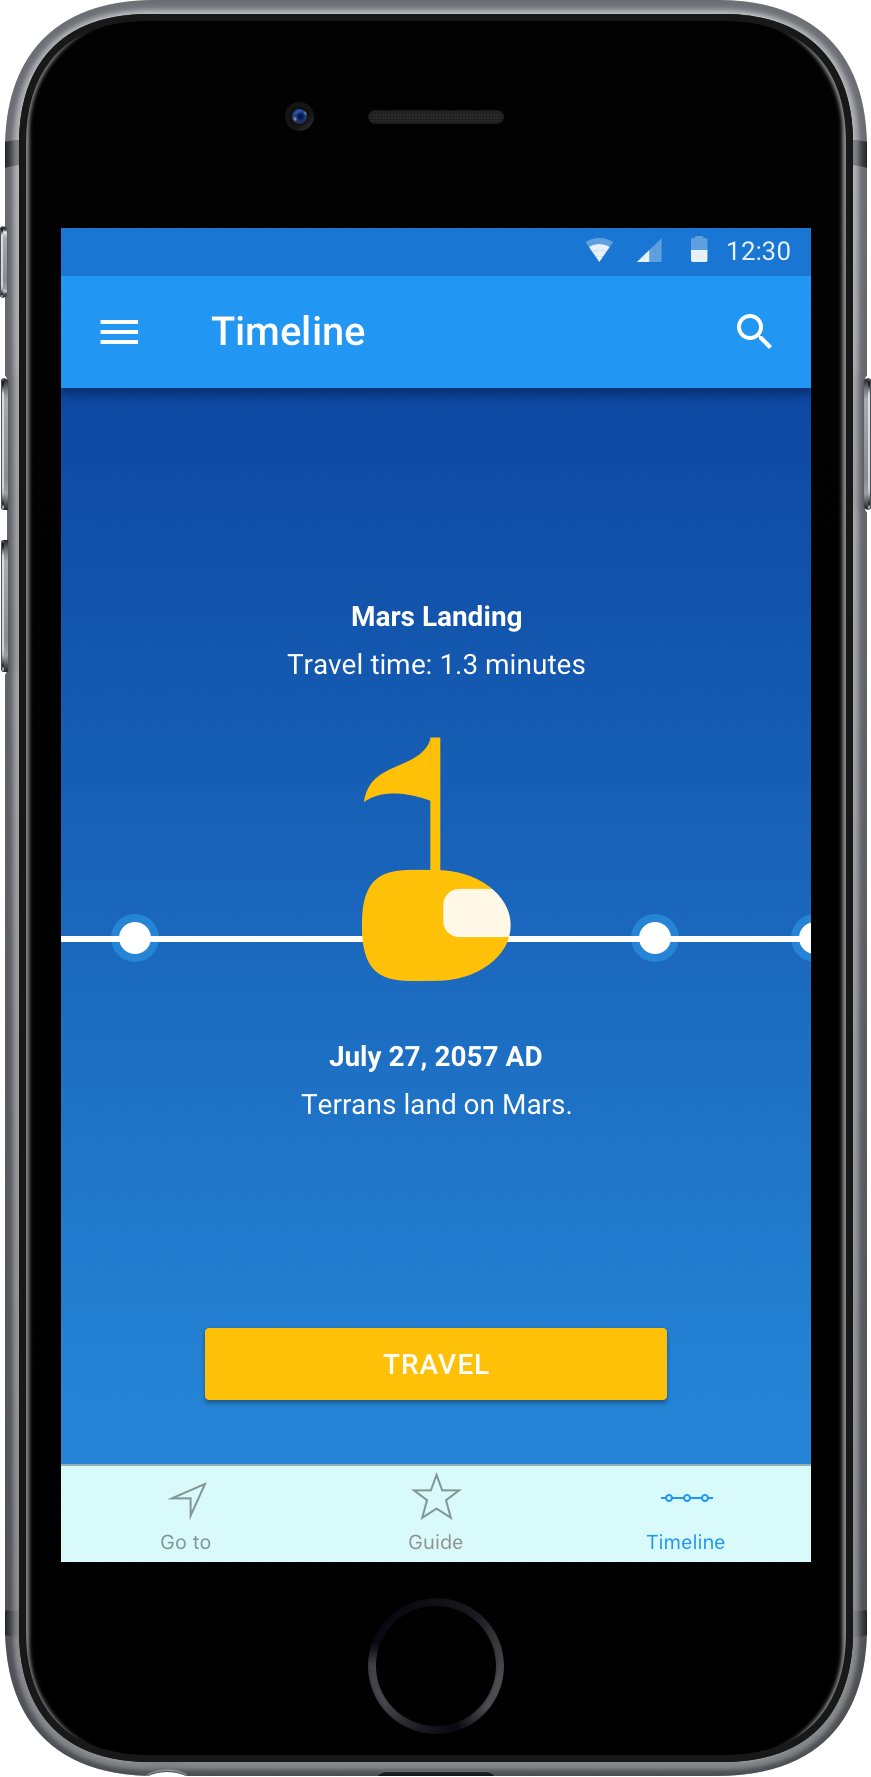 12:30
Timeline
Mars Landing
Travel time: 1.3 minutes
July 27, 2057 AD
Terrans land on Mars.
TRAVEL
Go to
Guide
Timeline